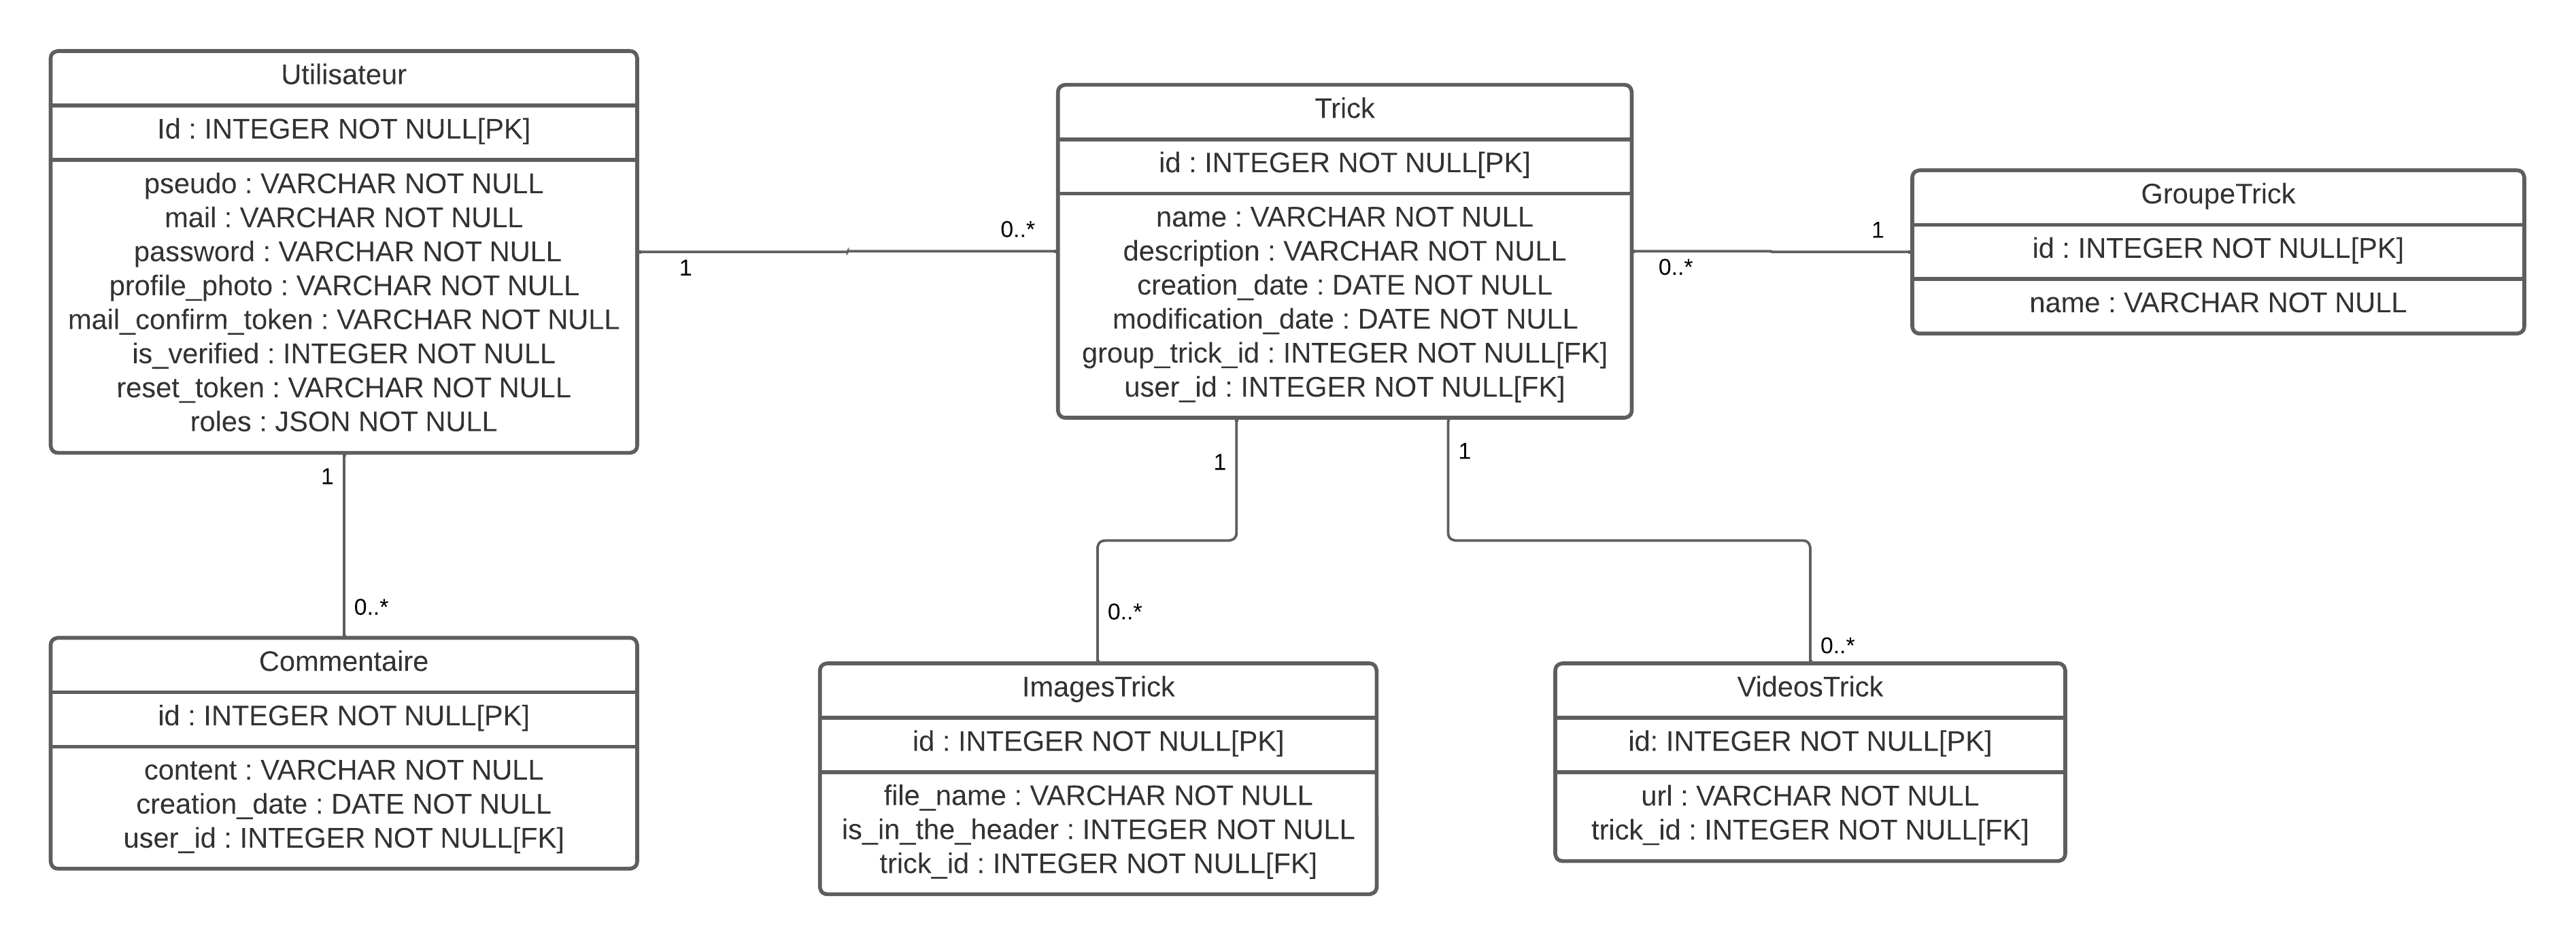 Utilisateur
Id : INTEGER NOT NULL[PK]
pseudo : VARCHAR NOT NULL
mail : VARCHAR NOT NULL
password : VARCHAR NOT NULL
profile_photo : VARCHAR NOT NULL
mail_confirm_token : VARCHAR NOT NULL
is_verified : INTEGER NOT NULL
reset_token : VARCHAR NOT NULL
roles : JSON NOT NULL
1
0..*
Trick
id : INTEGER NOT NULL[PK]
name : VARCHAR NOT NULL
description : VARCHAR NOT NULL
creation_date : DATE NOT NULL
modification_date : DATE NOT NULL
group_trick_id : INTEGER NOT NULL[FK]
user_id : INTEGER NOT NULL[FK]
0..*
1
GroupeTrick
id : INTEGER NOT NULL[PK]
name : VARCHAR NOT NULL
1
0..*
Commentaire
id : INTEGER NOT NULL[PK]
content : VARCHAR NOT NULL
creation_date : DATE NOT NULL
user_id : INTEGER NOT NULL[FK]
1
0..*
ImagesTrick
id : INTEGER NOT NULL[PK]
file_name : VARCHAR NOT NULL
is_in_the_header : INTEGER NOT NULL
trick_id : INTEGER NOT NULL[FK]
1
0..*
VideosTrick
id: INTEGER NOT NULL[PK]
url : VARCHAR NOT NULL
trick_id : INTEGER NOT NULL[FK]